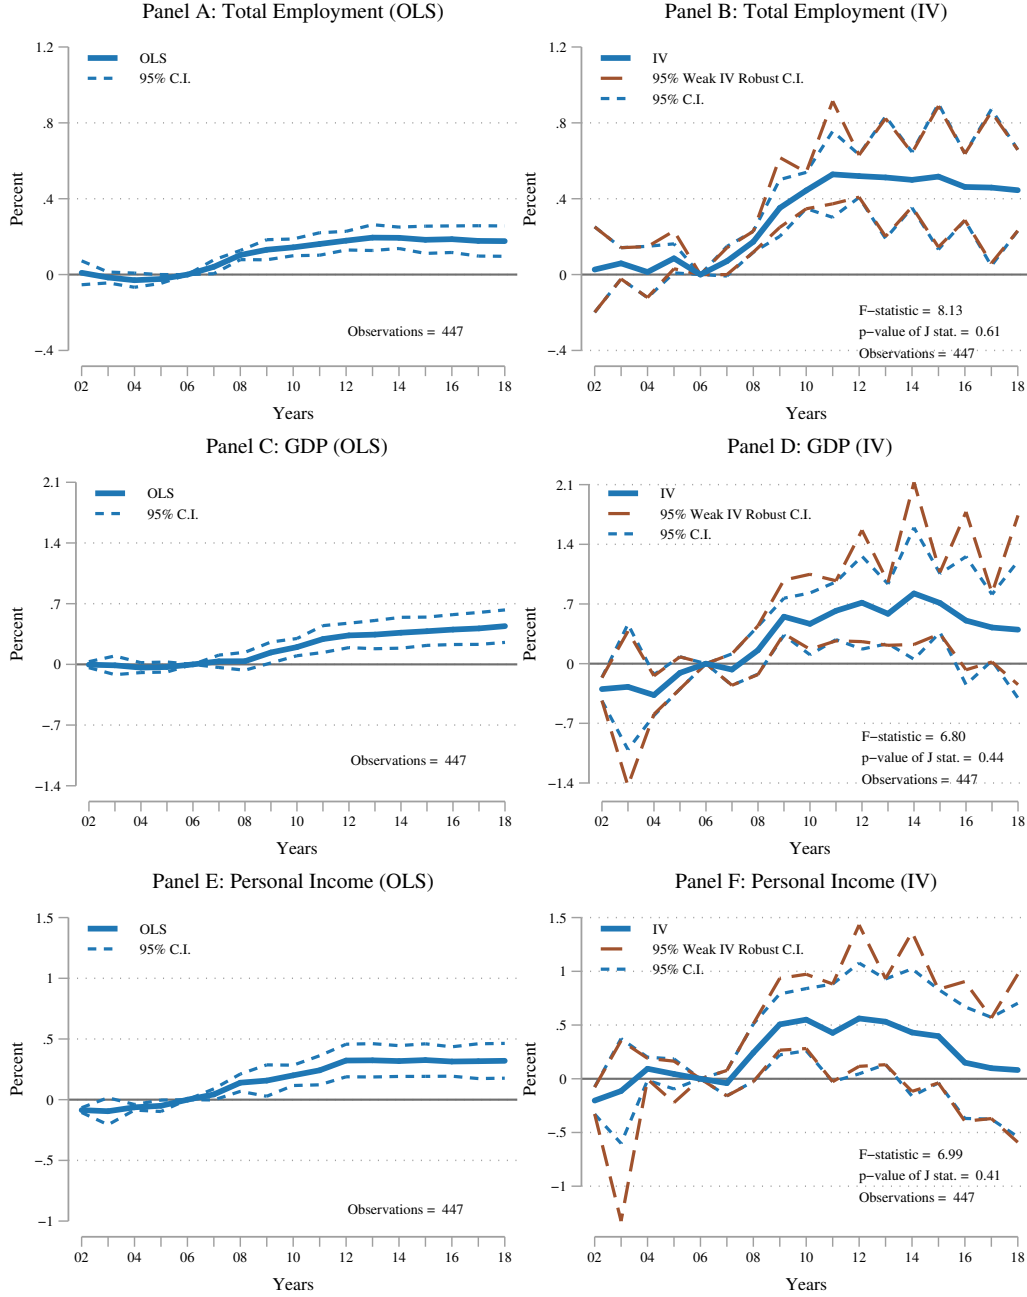 Panel A: Total Employment (OLS)
1.2
.8
.4
0
−.4
Percent
OLS
95% C.I.
Observations = 447
02 04 06 08 10 12 14 16 18
Years
Panel B: Total Employment (IV)
1.2
.8
.4
0
−.4
Percent
IV
95% Weak IV Robust C.I.
95% C.I.
F−statistic = 8.13
p−value of J stat. = 0.61
Observations = 447
02 04 06 08 10 12 14 16 18
Years
Panel C: GDP (OLS)
2.1
1.4
.7
0
−.7
−1.4
Percent
OLS
95% C.I.
Observations = 447
02 04 06 08 10 12 14 16 18
Years
Panel D: GDP (IV)
2.1
1.4
.7
0
−.7
−1.4
Percent
IV
95% Weak IV Robust C.I.
95% C.I.
F−statistic = 6.80
p−value of J stat. = 0.44
Observations = 447
02 04 06 08 10 12 14 16 18
Years
Panel E: Personal Income (OLS)
1.5
1
.5
0
−.5
−1
Percent
OLS
95% C.I.
Observations = 447
02 04 06 08 10 12 14 16 18
Years
Panel F: Personal Income (IV)
1.5
1
.5
0
−.5
−1
Percent
IV
95% Weak IV Robust C.I.
95% C.I.
F−statistic = 6.99
p−value of J stat. = 0.41
Observations = 447
02 04 06 08 10 12 14 16 18
Years